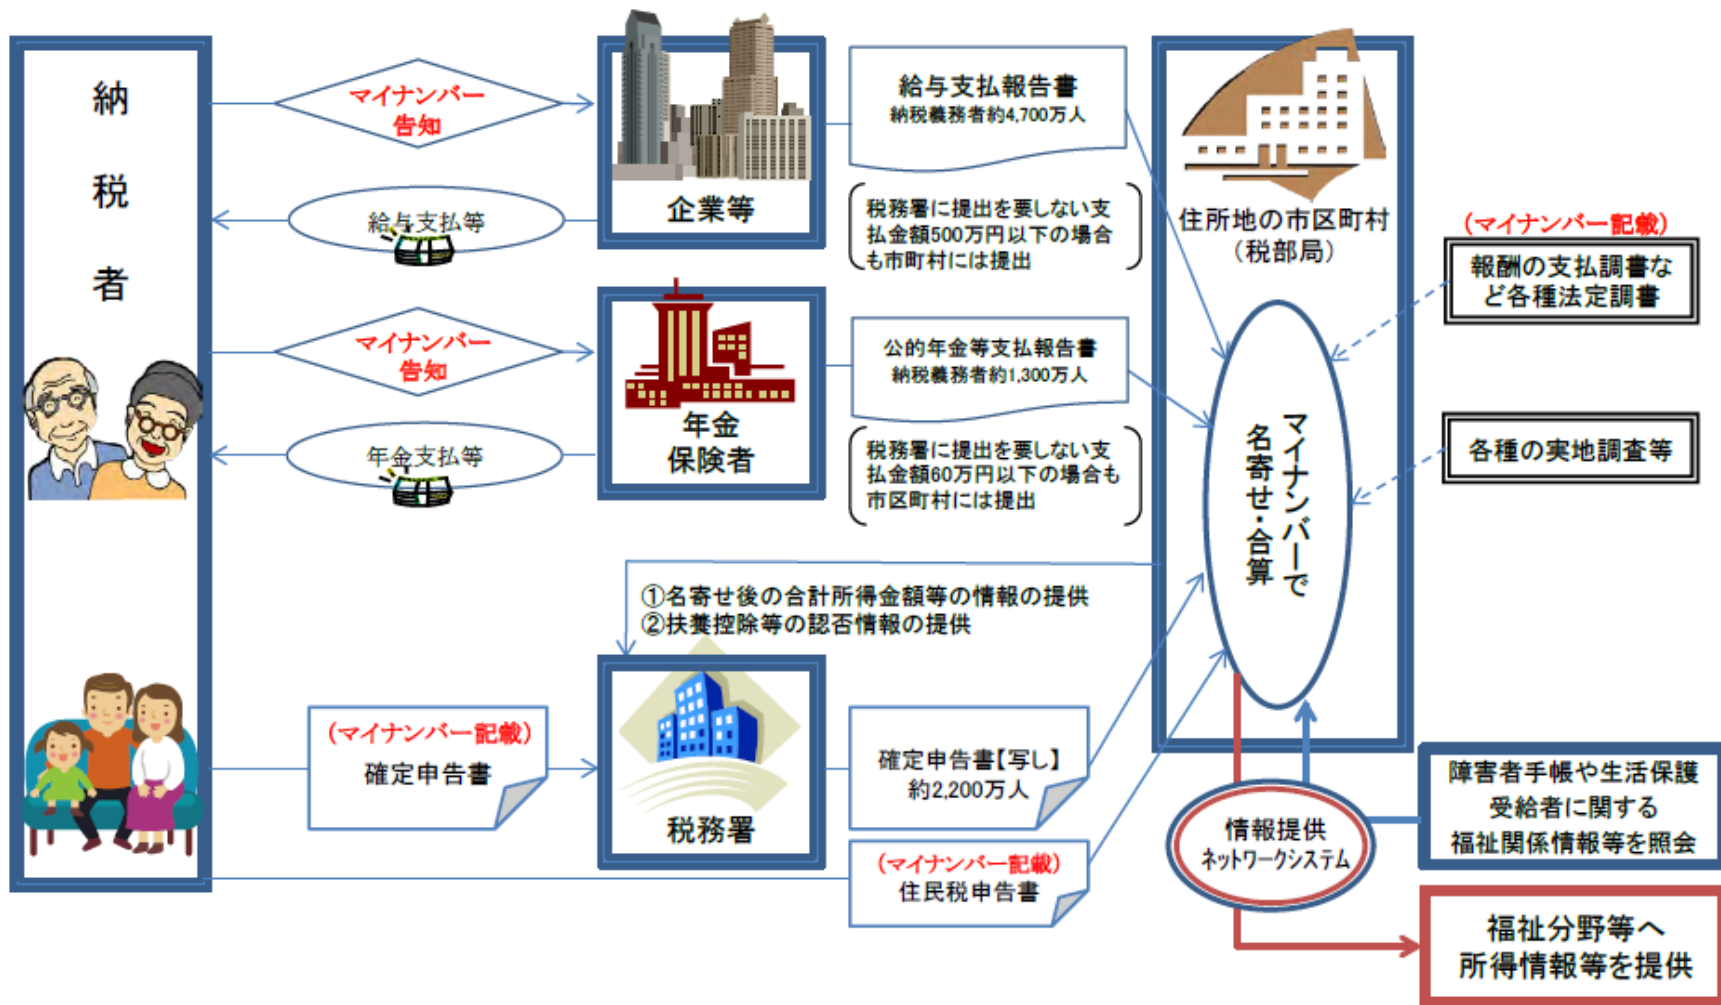 納税者
マイナンバー
告知
給与支払等
企業等
給与支払報告書
納税義務者約4,700万人
税務署に提出を要しない支
払金額500万円以下の場合
も市町村には提出
マイナンバー
告知
年金支払等
年金
保険者
公的年金等支払報告書
納税義務者約1,300万人
税務署に提出を要しない支
払金額60万円以下の場合も
市区町村には提出
住所地の市区町村
(税部局)
マイナンバーで
名寄せ・合算
(マイナンバー記載)
報酬の支払調書な
ど各種法定調書
各種の実地調査等
①名寄せ後の合計所得金額等の情報の提供
②扶養控除等の認否情報の提供
(マイナンバー記載)
確定申告書
税務署
確定申告書【写し】
約2,200万人
(マイナンバー記載)
住民税申告書
情報提供
ネットワークシステム
障害者手帳や生活保護
受給者に関する
福祉関係情報等を照会
福祉分野等へ
所得情報等を提供